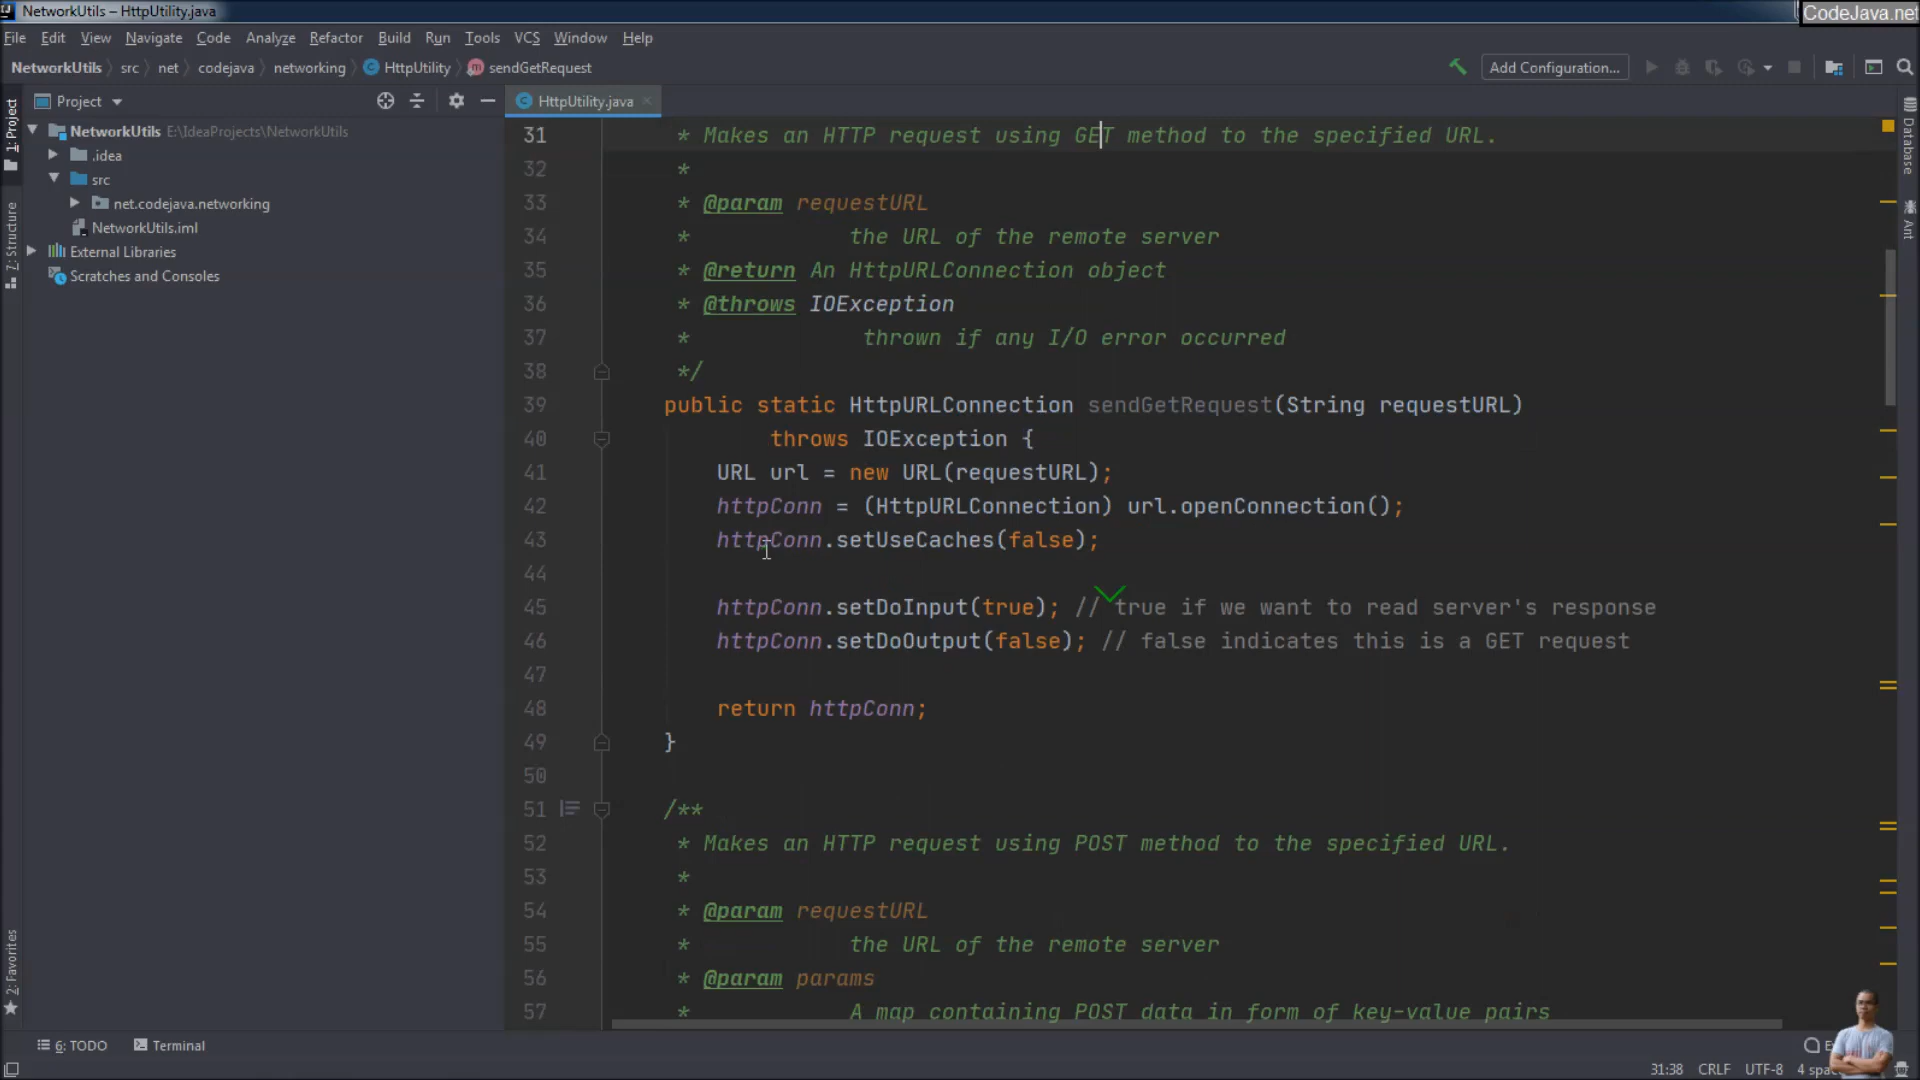 NetworkUtils – HttpUtility.java
CodeJava.net
File Edit View Navigate Code Analyze Refactor Build Run Tools VCS Window Help
NetworkUtils src net codejava networking HttpUtility sendGetRequest
Add Configuration...
Project
HttpUtility.java
1: Project
7: Structure
2: Favorites
Database
Ant
NetworkUtils E:\IdeaProjects\NetworkUtils
.idea
src
net.codejava.networking
NetworkUtils.iml
External Libraries
Scratches and Consoles
31 * Makes an HTTP request using GET method to the specified URL.
32 *
33 * @param requestURL
34 * the URL of the remote server
35 * @return An HttpURLConnection object
36 * @throws IOException
37 * thrown if any I/O error occurred
38 */
39 public static HttpURLConnection sendGetRequest(String requestURL)
40 throws IOException {
41 URL url = new URL(requestURL);
42 httpConn = (HttpURLConnection) url.openConnection();
43 httpConn.setUseCaches(false);
44
45 httpConn.setDoInput(true); // true if we want to read server's response
46 httpConn.setDoOutput(false); // false indicates this is a GET request
47
48 return httpConn;
49 }
50
51 /**
52 * Makes an HTTP request using POST method to the specified URL.
53 *
54 * @param requestURL
55 * the URL of the remote server
56 * @param params
57 * A map containing POST data in form of key-value pairs
6: TODO Terminal
31:38 CRLF UTF-8 4